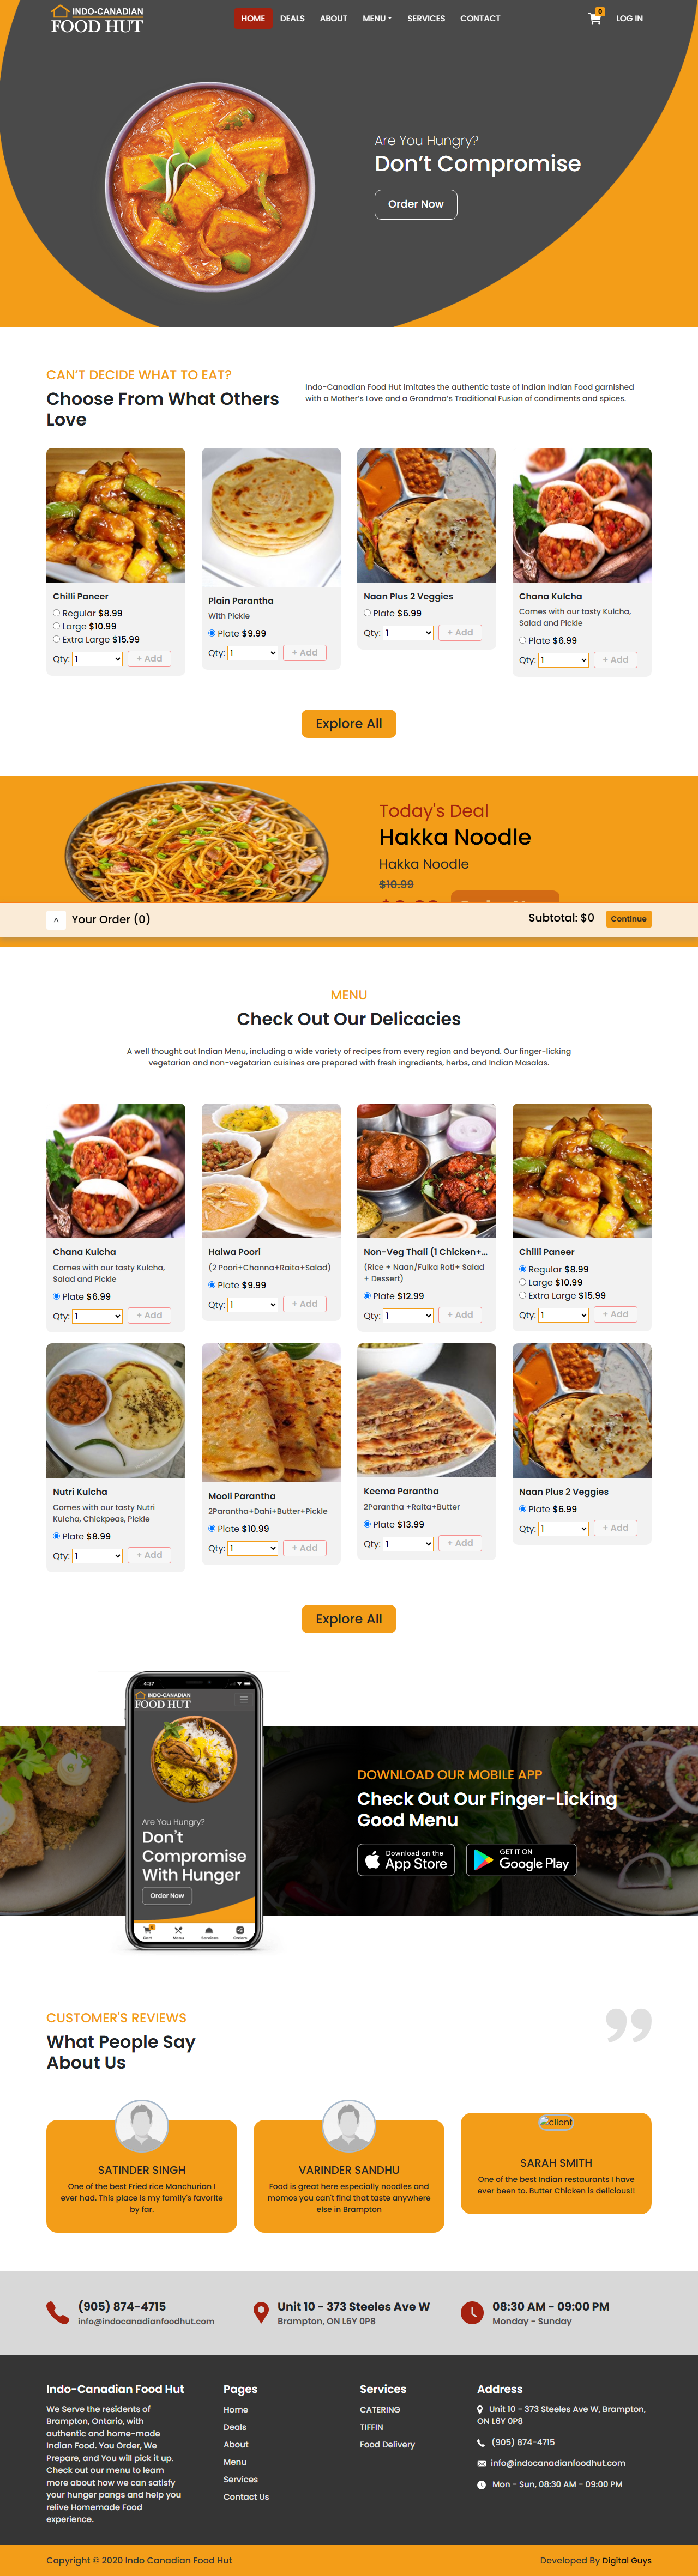 INDO-CANADIAN
FOOD HUT
HOME
DEALS
ABOUT
MENU
SERVICES
CONTACT
0
LOG IN
Are You Hungry?
Don't Compromise
Order Now
CAN'T DECIDE WHAT TO EAT?
Choose From What Others
Love
Indo-Canadian Food Hut imitates the authentic taste of Indian Indian Food garnished
with a Mother's Love and a Grandma's Traditional Fusion of condiments and spices.
Chilli Paneer
Regular $8.99
Large $10.99
Extra Large $15.99
Qty: 1 + Add
Plain Parantha
With Pickle
Plate $9.99
Qty: 1 + Add
Naan Plus 2 Veggies
Plate $6.99
Qty: 1 + Add
Chana Kulcha
Comes with our tasty Kulcha,
Salad and Pickle
Plate $6.99
Qty: 1 + Add
Explore All
Today's Deal
Hakka Noodle
Hakka Noodle
$10.99
^ Your Order (0)
Subtotal: $0
Continue
MENU
Check Out Our Delicacies
A well thought out Indian Menu, including a wide variety of recipes from every region and beyond. Our finger-licking
vegetarian and non-vegetarian cuisines are prepared with fresh ingredients, herbs, and Indian Masalas.
Chana Kulcha
Comes with our tasty Kulcha,
Salad and Pickle
Plate $6.99
Qty: 1 + Add
Halwa Poori
(2 Poori+Channa+Raita+Salad)
Plate $9.99
Qty: 1 + Add
Non-Veg Thali (1 Chicken+...
(Rice + Naan/Fulka Roti+ Salad
+ Dessert)
Plate $12.99
Qty: 1 + Add
Chilli Paneer
Regular $8.99
Large $10.99
Extra Large $15.99
Qty: 1 + Add
Nutri Kulcha
Comes with our tasty Nutri
Kulcha, Chickpeas, Pickle
Plate $8.99
Qty: 1 + Add
Mooli Parantha
2Parantha+Dahi+Butter+Pickle
Plate $10.99
Qty: 1 + Add
Keema Parantha
2Parantha +Raita+Butter
Plate $13.99
Qty: 1 + Add
Naan Plus 2 Veggies
Plate $6.99
Qty: 1 + Add
Explore All
4:37
INDO-CANADIAN
FOOD HUT
Are You Hungry?
Don't
Compromise
With Hunger
Order Now
Cart
Menu
Services
Orders
DOWNLOAD OUR MOBILE APP
Check Out Our Finger-Licking
Good Menu
Download on the
App Store
GET IT ON
Google Play
CUSTOMER'S REVIEWS
What People Say
About Us
SATINDER SINGH
One of the best Fried rice Manchurian I
ever had. This place is my family's favorite
by far.
VARINDER SANDHU
Food is great here especially noodles and
momos you can't find that taste anywhere
else in Brampton
client
SARAH SMITH
One of the best Indian restaurants I have
ever been to. Butter Chicken is delicious!!
(905) 874-4715
info@indocanadianfoodhut.com
Unit 10 - 373 Steeles Ave W
Brampton, ON L6Y 0P8
08:30 AM - 09:00 PM
Monday - Sunday
Indo-Canadian Food Hut
We Serve the residents of
Brampton, Ontario, with
authentic and home-made
Indian Food. You Order, We
Prepare, and You will pick it up.
Check out our menu to learn
more about how we can satisfy
your hunger pangs and help you
relive Homemade Food
experience.
Pages
Home
Deals
About
Menu
Services
Contact Us
Services
CATERING
TIFFIN
Food Delivery
Address
Unit 10 - 373 Steeles Ave W, Brampton,
ON L6Y 0P8
(905) 874-4715
info@indocanadianfoodhut.com
Mon - Sun, 08:30 AM - 09:00 PM
Copyright © 2020 Indo Canadian Food Hut
Developed By Digital Guys